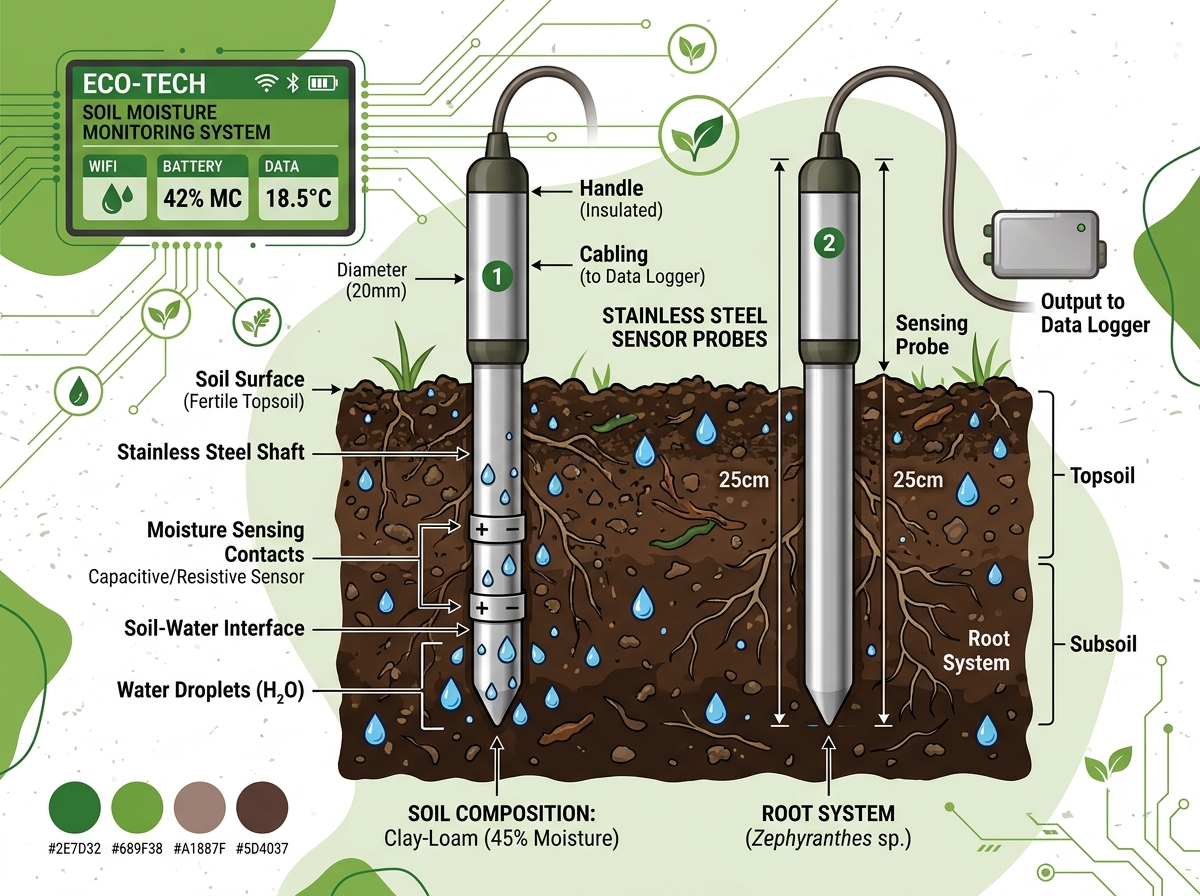 ECO-TECH
SOIL MOISTURE
MONITORING SYSTEM
WIFI
BATTERY
42% MC
DATA
18.5°C
Handle
(Insulated)
Cabling
(to Data Logger)
Diameter
(20mm)
1
2
STAINLESS STEEL
SENSOR PROBES
Sensing
Probe
Output to
Data Logger
Soil Surface
(Fertile Topsoil)
Stainless Steel Shaft
25cm
25cm
Topsoil
Moisture Sensing
Contacts
Capacitive/Resistive Sensor
+ −
+ −
Soil-Water Interface
Water Droplets (H₂O)
Root
System
Subsoil
SOIL COMPOSITION:
Clay-Loam (45% Moisture)
ROOT SYSTEM
(Zephyranthes sp.)
#2E7D32
#689F38
#A1887F
#5D4037